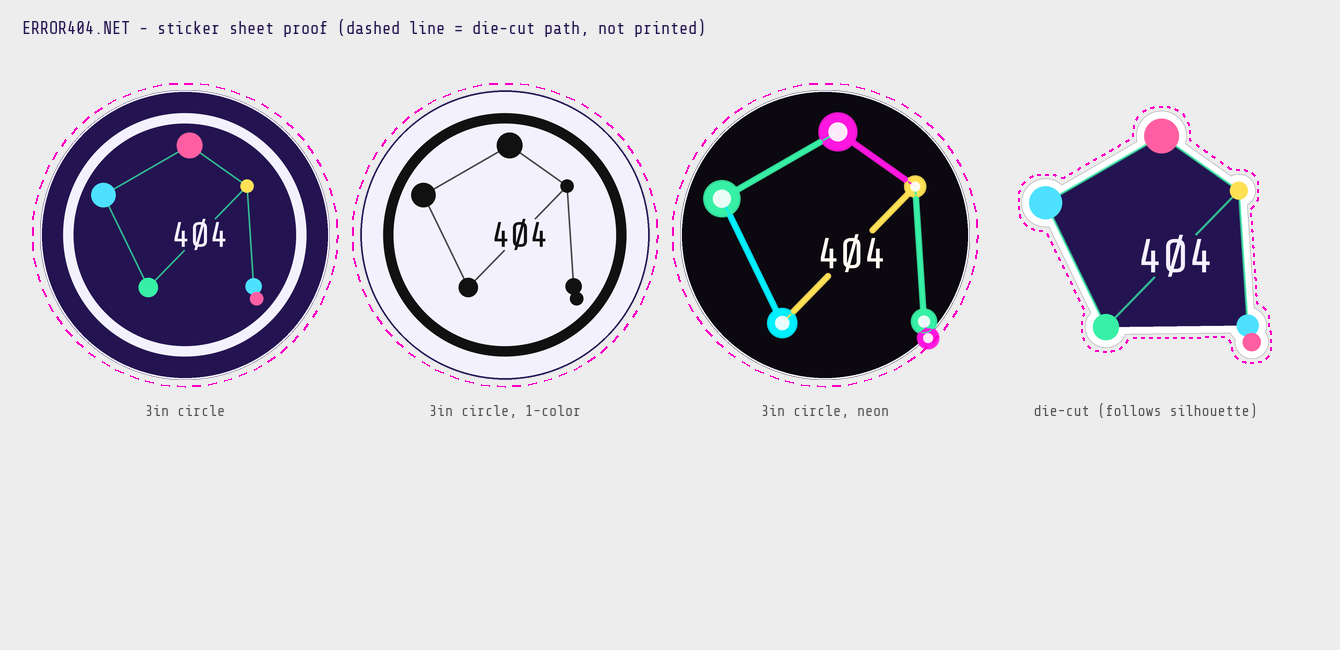 ERROR404.NET - sticker sheet proof (dashed line = die-cut path, not printed)
4Ø4
4Ø4
4Ø4
4Ø4
3in circle
3in circle, 1-color
3in circle, neon
die-cut (follows silhouette)